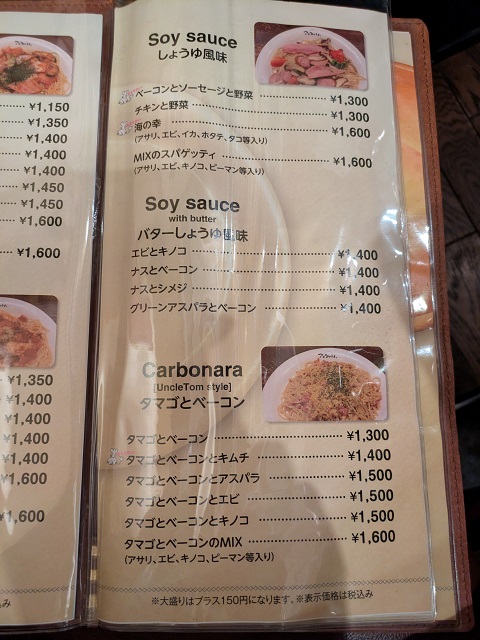 ¥1,150
¥1,350
¥1,400
¥1,400
¥1,400
¥1,450
¥1,450
¥1,600
¥1,600
¥1,350
¥1,400
¥1,400
¥1,400
¥1,400
¥1,600
¥1,600
Soy sauce
しょうゆ風味
ベーコンとソーセージと野菜 ¥1,300
チキンと野菜 ¥1,300
海の幸 ¥1,600
(アサリ、エビ、イカ、ホタテ、タコ等入り)
MIXのスパゲッティ ¥1,600
(アサリ、エビ、キノコ、ピーマン等入り)
Soy sauce
with butter
バターしょうゆ風味
エビとキノコ ¥1,400
ナスとベーコン ¥1,400
ナスとシメジ ¥1,400
グリーンアスパラとベーコン ¥1,400
Carbonara
[UncleTom style]
タマゴとベーコン
タマゴとベーコン ¥1,300
タマゴとベーコンとキムチ ¥1,400
タマゴとベーコンとアスパラ ¥1,500
タマゴとベーコンとエビ ¥1,500
タマゴとベーコンとキノコ ¥1,500
タマゴとベーコンのMIX ¥1,600
(アサリ、エビ、キノコ、ピーマン等入り)
※大盛りはプラス150円になります。※表示価格は税込み